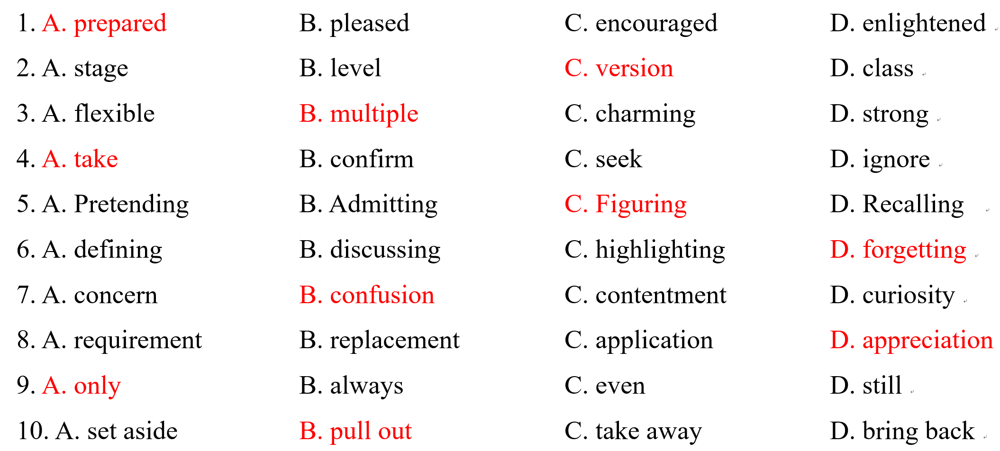 1. A. prepared B. pleased C. encouraged D. enlightened
2. A. stage B. level C. version D. class
3. A. flexible B. multiple C. charming D. strong
4. A. take B. confirm C. seek D. ignore
5. A. Pretending B. Admitting C. Figuring D. Recalling
6. A. defining B. discussing C. highlighting D. forgetting
7. A. concern B. confusion C. contentment D. curiosity
8. A. requirement B. replacement C. application D. appreciation
9. A. only B. always C. even D. still
10. A. set aside B. pull out C. take away D. bring back